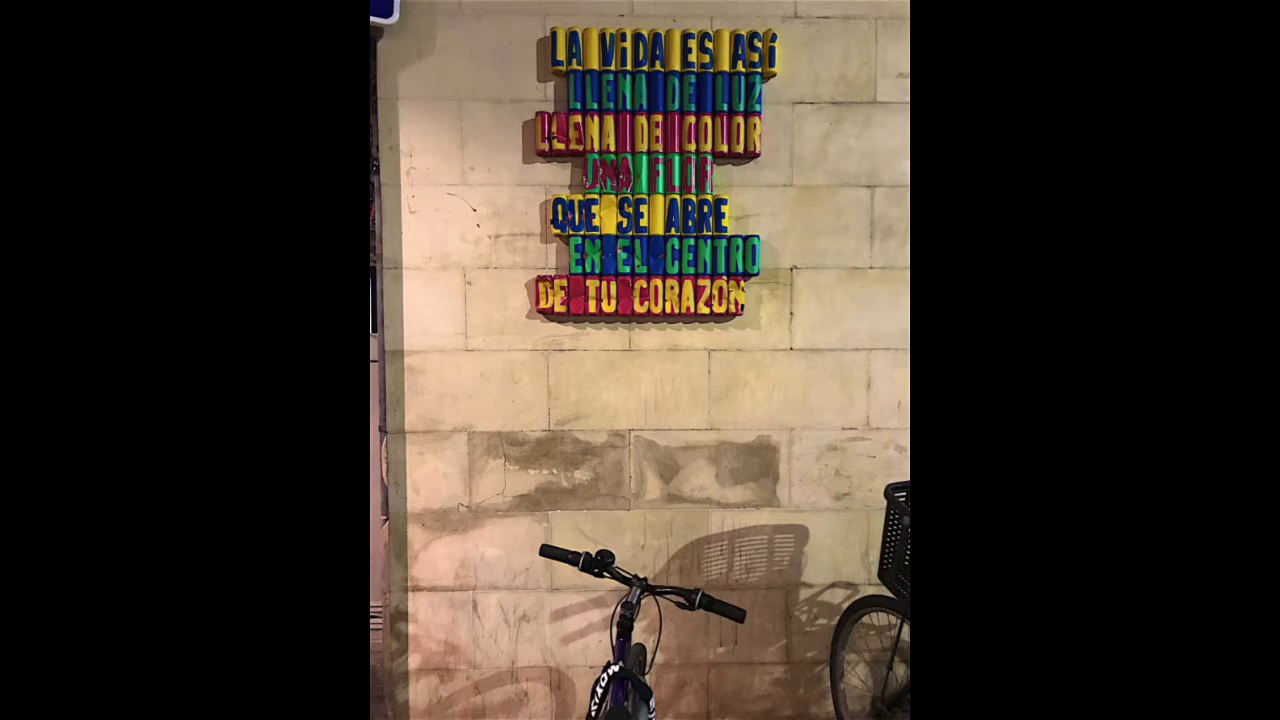 LA ViDA ES ASí
LLENA DE LUZ
LLENA DE COLOR
UNA FLOR
QUE SE ABRE
EN EL CENTRO
DE TU CORAZÓN